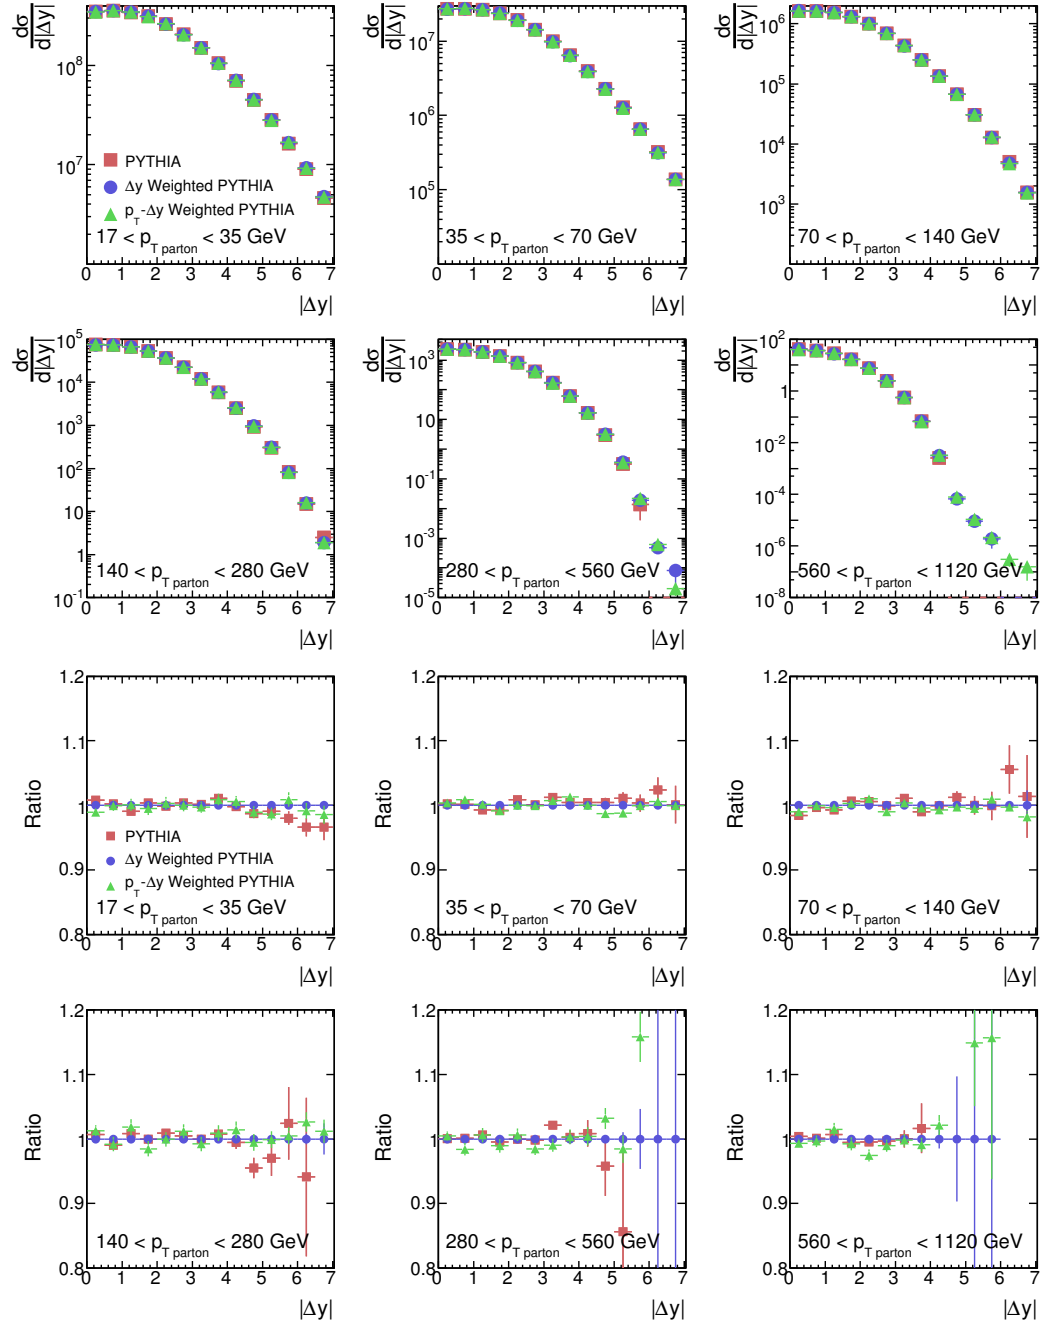 dσ/d|Δy|
10^8
10^7
PYTHIA
Δy Weighted PYTHIA
p_T-Δy Weighted PYTHIA
17 < p_T parton < 35 GeV
0 1 2 3 4 5 6 7
|Δy|
dσ/d|Δy|
10^7
10^6
10^5
35 < p_T parton < 70 GeV
0 1 2 3 4 5 6 7
|Δy|
dσ/d|Δy|
10^6
10^5
10^4
10^3
70 < p_T parton < 140 GeV
0 1 2 3 4 5 6 7
|Δy|
dσ/d|Δy|
10^5
10^4
10^3
10^2
10
1
10^-1
140 < p_T parton < 280 GeV
0 1 2 3 4 5 6 7
|Δy|
dσ/d|Δy|
10^3
10
10^-1
10^-3
10^-5
280 < p_T parton < 560 GeV
0 1 2 3 4 5 6 7
|Δy|
dσ/d|Δy|
10^2
1
10^-2
10^-4
10^-6
10^-8
560 < p_T parton < 1120 GeV
0 1 2 3 4 5 6 7
|Δy|
Ratio
1.2
1.1
1
0.9
0.8
PYTHIA
Δy Weighted PYTHIA
p_T-Δy Weighted PYTHIA
17 < p_T parton < 35 GeV
0 1 2 3 4 5 6 7
|Δy|
Ratio
1.2
1.1
1
0.9
0.8
35 < p_T parton < 70 GeV
0 1 2 3 4 5 6 7
|Δy|
Ratio
1.2
1.1
1
0.9
0.8
70 < p_T parton < 140 GeV
0 1 2 3 4 5 6 7
|Δy|
Ratio
1.2
1.1
1
0.9
0.8
140 < p_T parton < 280 GeV
0 1 2 3 4 5 6 7
|Δy|
Ratio
1.2
1.1
1
0.9
0.8
280 < p_T parton < 560 GeV
0 1 2 3 4 5 6 7
|Δy|
Ratio
1.2
1.1
1
0.9
0.8
560 < p_T parton < 1120 GeV
0 1 2 3 4 5 6 7
|Δy|